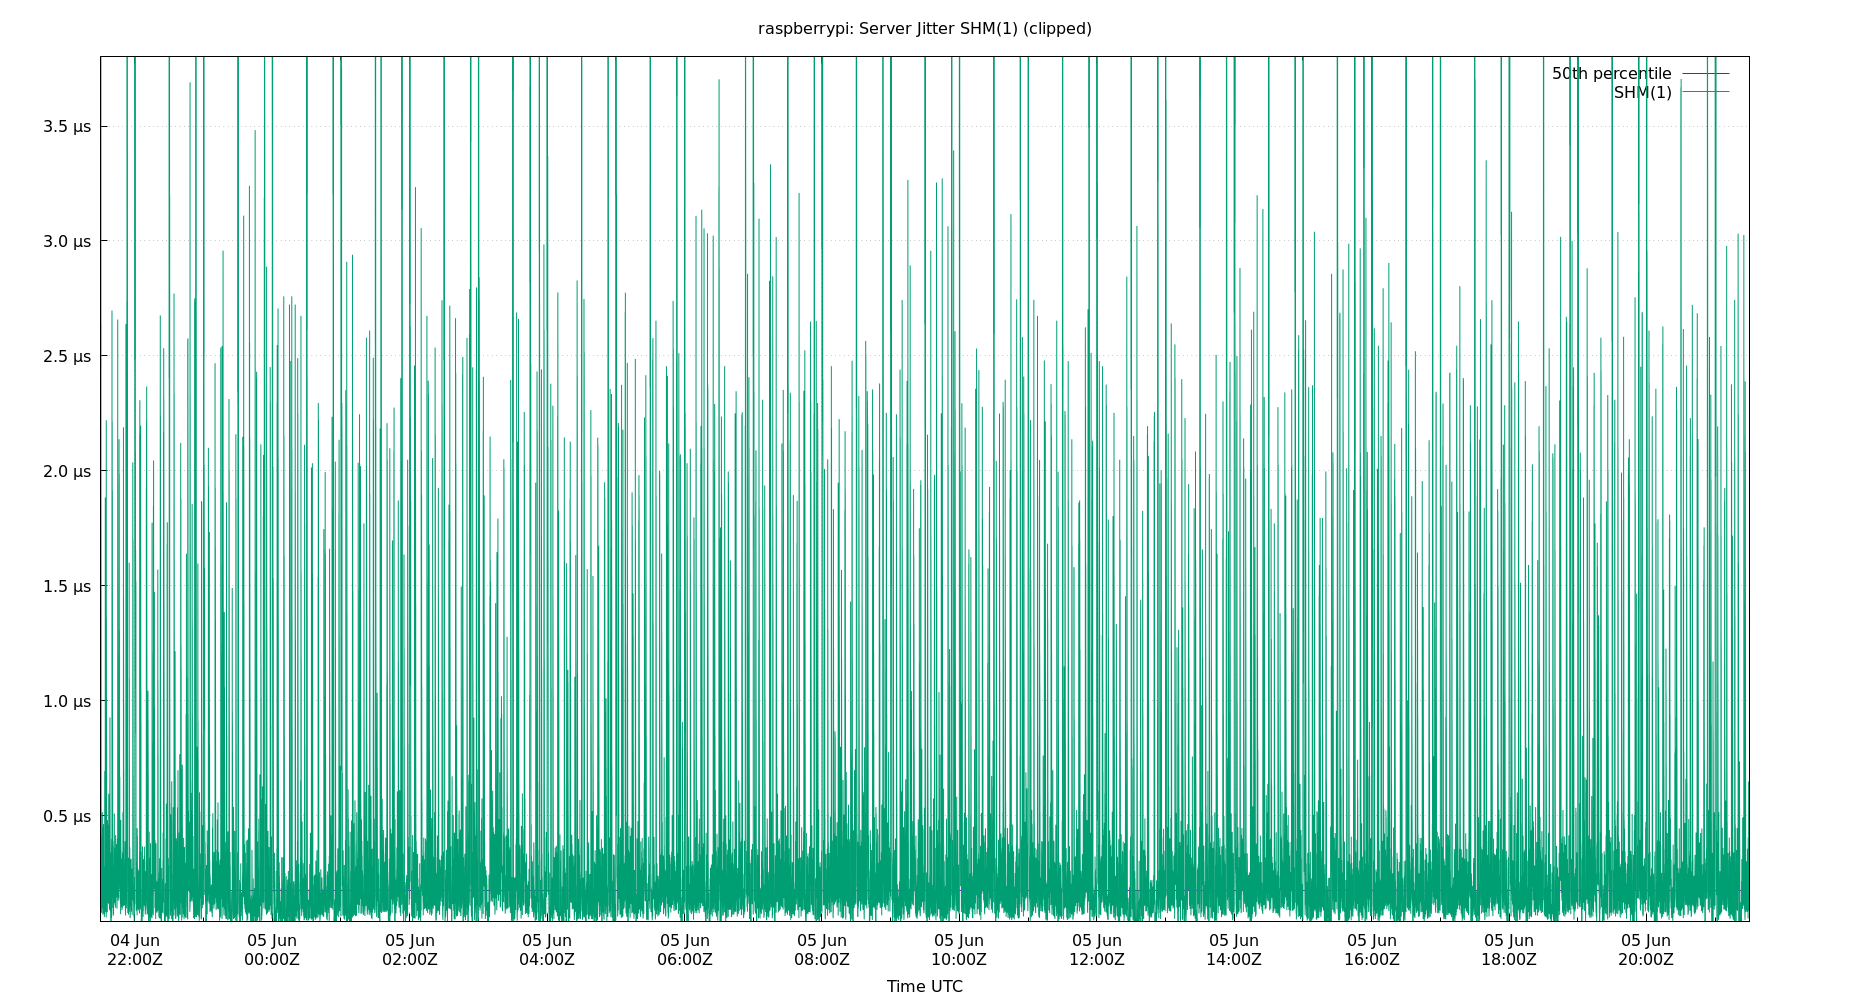 raspberrypi: Server Jitter SHM(1) (clipped)
50th percentile
SHM(1)
3.5 µs
3.0 µs
2.5 µs
2.0 µs
1.5 µs
1.0 µs
0.5 µs
04 Jun 05 Jun 05 Jun 05 Jun 05 Jun 05 Jun 05 Jun 05 Jun 05 Jun 05 Jun 05 Jun 05 Jun
22:00Z 00:00Z 02:00Z 04:00Z 06:00Z 08:00Z 10:00Z 12:00Z 14:00Z 16:00Z 18:00Z 20:00Z
Time UTC